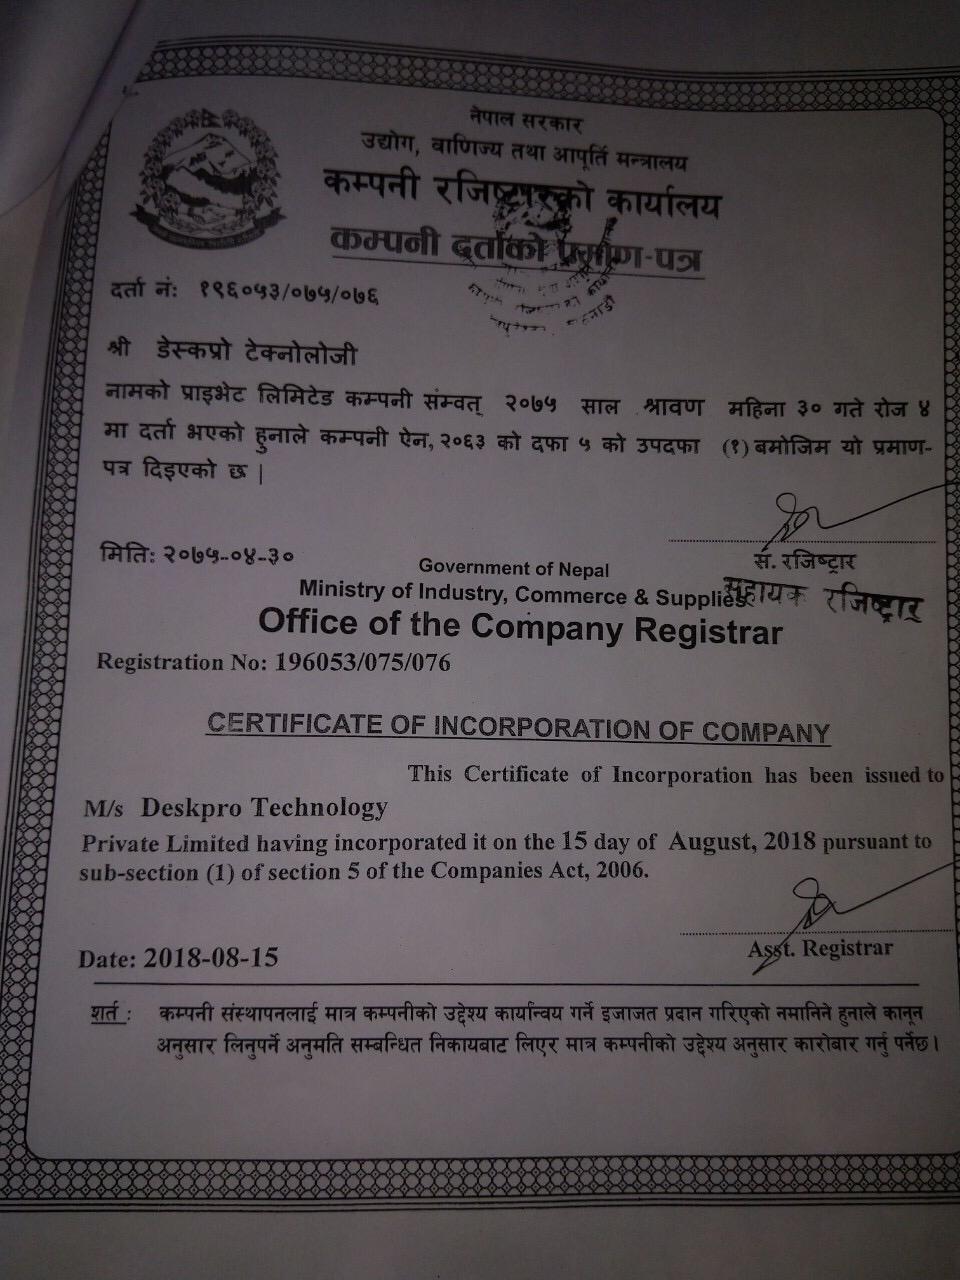 नेपाल सरकार
उद्योग, वाणिज्य तथा आपूर्ति मन्त्रालय
कम्पनी रजिष्ट्रारको कार्यालय
कम्पनी दर्ताको प्रमाण-पत्र
दर्ता नं: १९६०५३/०७५/०७६
श्री डेस्कप्रो टेक्नोलोजी
नामको प्राइभेट लिमिटेड कम्पनी संम्वत् २०७५ साल श्रावण महिना ३० गते रोज ४
मा दर्ता भएको हुनाले कम्पनी ऐन, २०६३ को दफा ५ को उपदफा (१) बमोजिम यो प्रमाण-
पत्र दिइएको छ |
मिति: २०७५-०४-३०
सं. रजिष्ट्रार
सहायक रजिष्ट्रार
Government of Nepal
Ministry of Industry, Commerce & Supplies
Office of the Company Registrar
Registration No: 196053/075/076
CERTIFICATE OF INCORPORATION OF COMPANY
This Certificate of Incorporation has been issued to
M/s Deskpro Technology
Private Limited having incorporated it on the 15 day of August, 2018 pursuant to
sub-section (1) of section 5 of the Companies Act, 2006.
Asst. Registrar
Date: 2018-08-15
शर्त : कम्पनी संस्थापनलाई मात्र कम्पनीको उद्देश्य कार्यान्वय गर्ने इजाजत प्रदान गरिएको नमानिने हुनाले कानून
अनुसार लिनुपर्ने अनुमति सम्बन्धित निकायबाट लिएर मात्र कम्पनीको उद्देश्य अनुसार कारोबार गर्नु पर्नेछ।